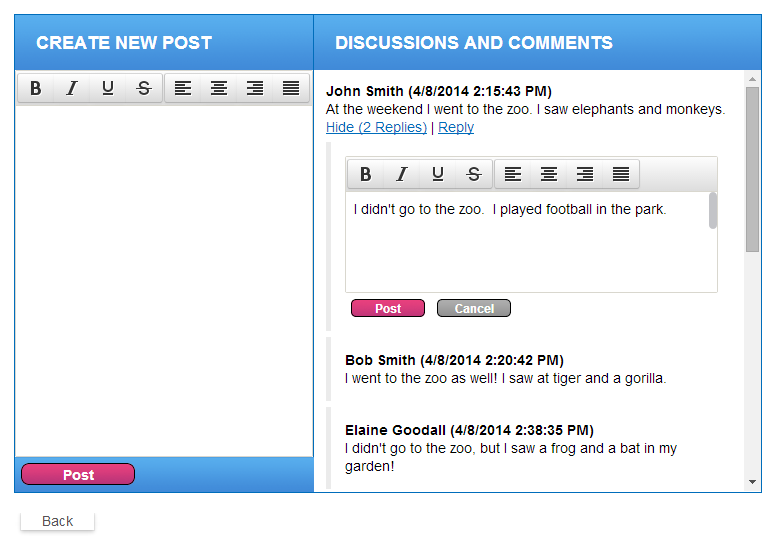 CREATE NEW POST
DISCUSSIONS AND COMMENTS
B I U S
John Smith (4/8/2014 2:15:43 PM)
At the weekend I went to the zoo. I saw elephants and monkeys.
Hide (2 Replies) | Reply
B I U S
I didn't go to the zoo.  I played football in the park.
Post Cancel
Bob Smith (4/8/2014 2:20:42 PM)
I went to the zoo as well! I saw at tiger and a gorilla.
Elaine Goodall (4/8/2014 2:38:35 PM)
I didn't go to the zoo, but I saw a frog and a bat in my
garden!
Post
Back